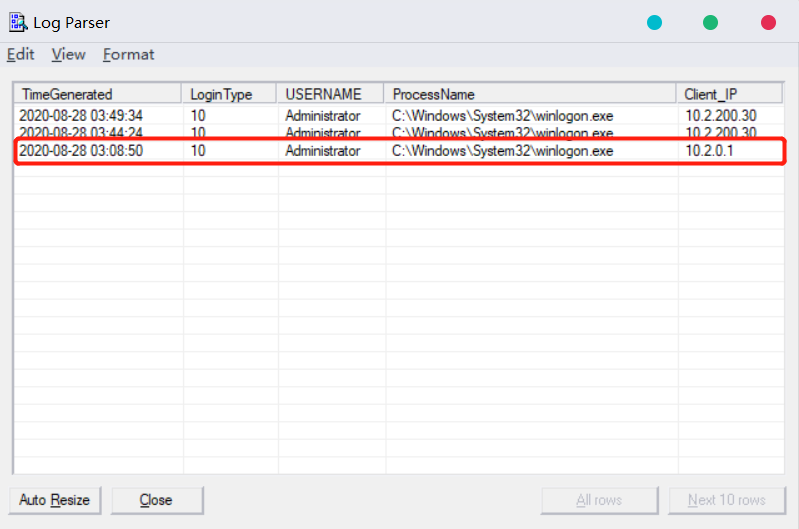 Log Parser
Edit View Format
TimeGenerated LoginType USERNAME ProcessName Client_IP
2020-08-28 03:49:34 10 Administrator C:\Windows\System32\winlogon.exe 10.2.200.30
2020-08-28 03:44:24 10 Administrator C:\Windows\System32\winlogon.exe 10.2.200.30
2020-08-28 03:08:50 10 Administrator C:\Windows\System32\winlogon.exe 10.2.0.1
Auto Resize Close All rows Next 10 rows